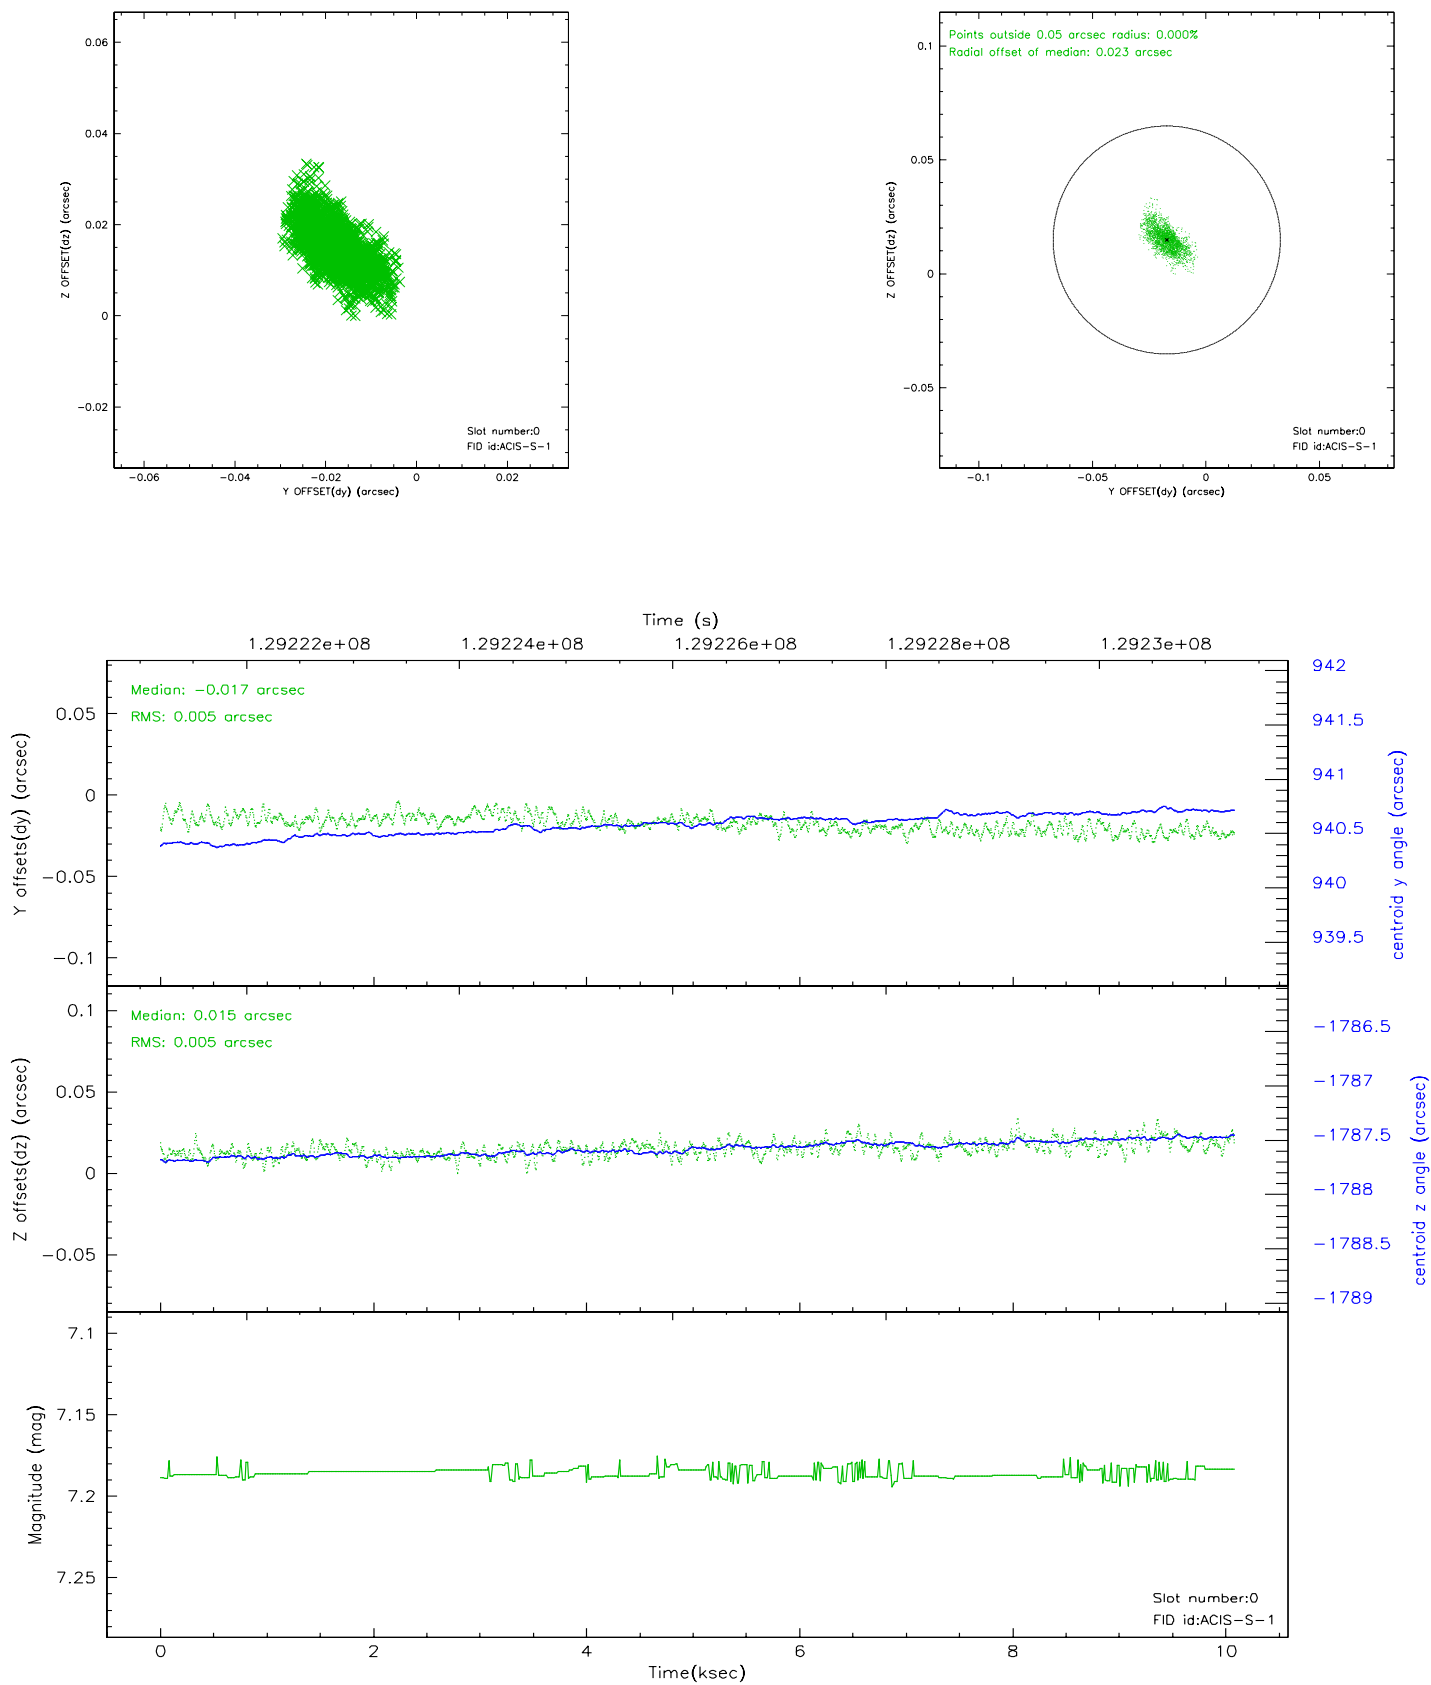 0.06
0.04
0.02
0
-0.02
Z OFFSET(dz) (arcsec)
-0.06 -0.04 -0.02 0 0.02
Y OFFSET(dy) (arcsec)
Slot number:0
FID id:ACIS-S-1
Points outside 0.05 arcsec radius: 0.000%
Radial offset of median: 0.023 arcsec
0.1
0.05
0
-0.05
Z OFFSET(dz) (arcsec)
-0.1 -0.05 0 0.05
Y OFFSET(dy) (arcsec)
Slot number:0
FID id:ACIS-S-1
Time (s)
1.29222e+08 1.29224e+08 1.29226e+08 1.29228e+08 1.2923e+08
Median: -0.017 arcsec
RMS: 0.005 arcsec
0.05
0
-0.05
-0.1
Y offsets(dy) (arcsec)
942
941.5
941
940.5
940
939.5
centroid y angle (arcsec)
Median: 0.015 arcsec
RMS: 0.005 arcsec
0.1
0.05
0
-0.05
Z offsets(dz) (arcsec)
-1786.5
-1787
-1787.5
-1788
-1788.5
-1789
centroid z angle (arcsec)
7.1
7.15
7.2
7.25
Magnitude (mag)
Slot number:0
FID id:ACIS-S-1
0 2 4 6 8 10
Time(ksec)